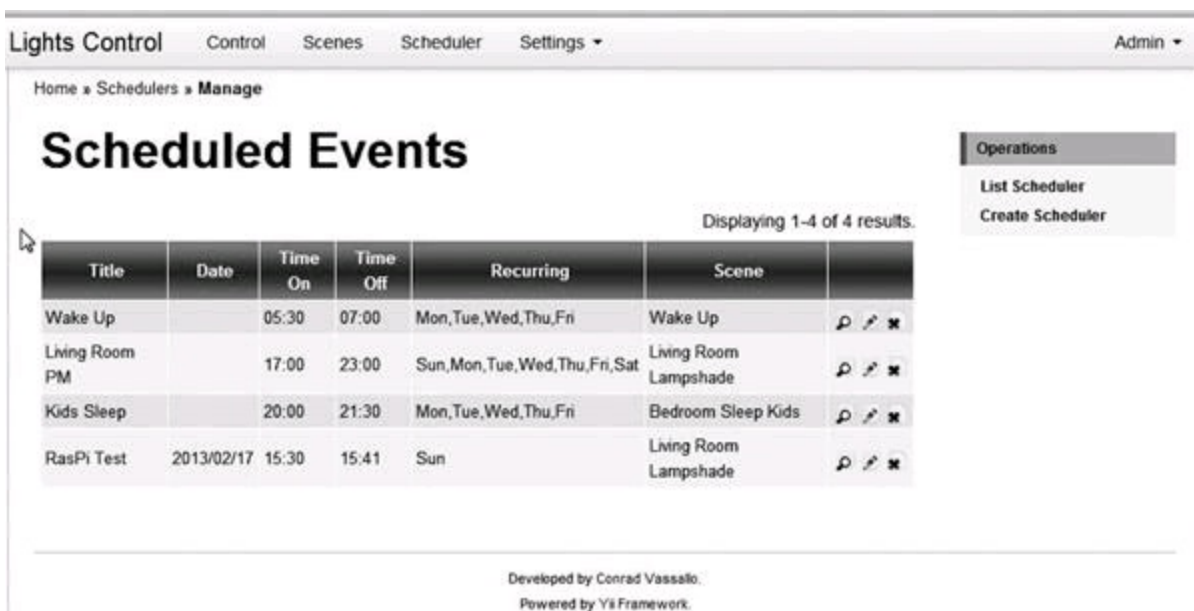 Lights Control Control Scenes Scheduler Settings Admin
Home » Schedulers » Manage
Scheduled Events
Operations
List Scheduler
Create Scheduler
Displaying 1-4 of 4 results.
Title Date Time On Time Off Recurring Scene
Wake Up 05:30 07:00 Mon,Tue,Wed,Thu,Fri Wake Up
Living Room PM 17:00 23:00 Sun,Mon,Tue,Wed,Thu,Fri,Sat Living Room Lampshade
Kids Sleep 20:00 21:30 Mon,Tue,Wed,Thu,Fri Bedroom Sleep Kids
RasPi Test 2013/02/17 15:30 15:41 Sun Living Room Lampshade
Developed by Conrad Vassallo.
Powered by Yii Framework.